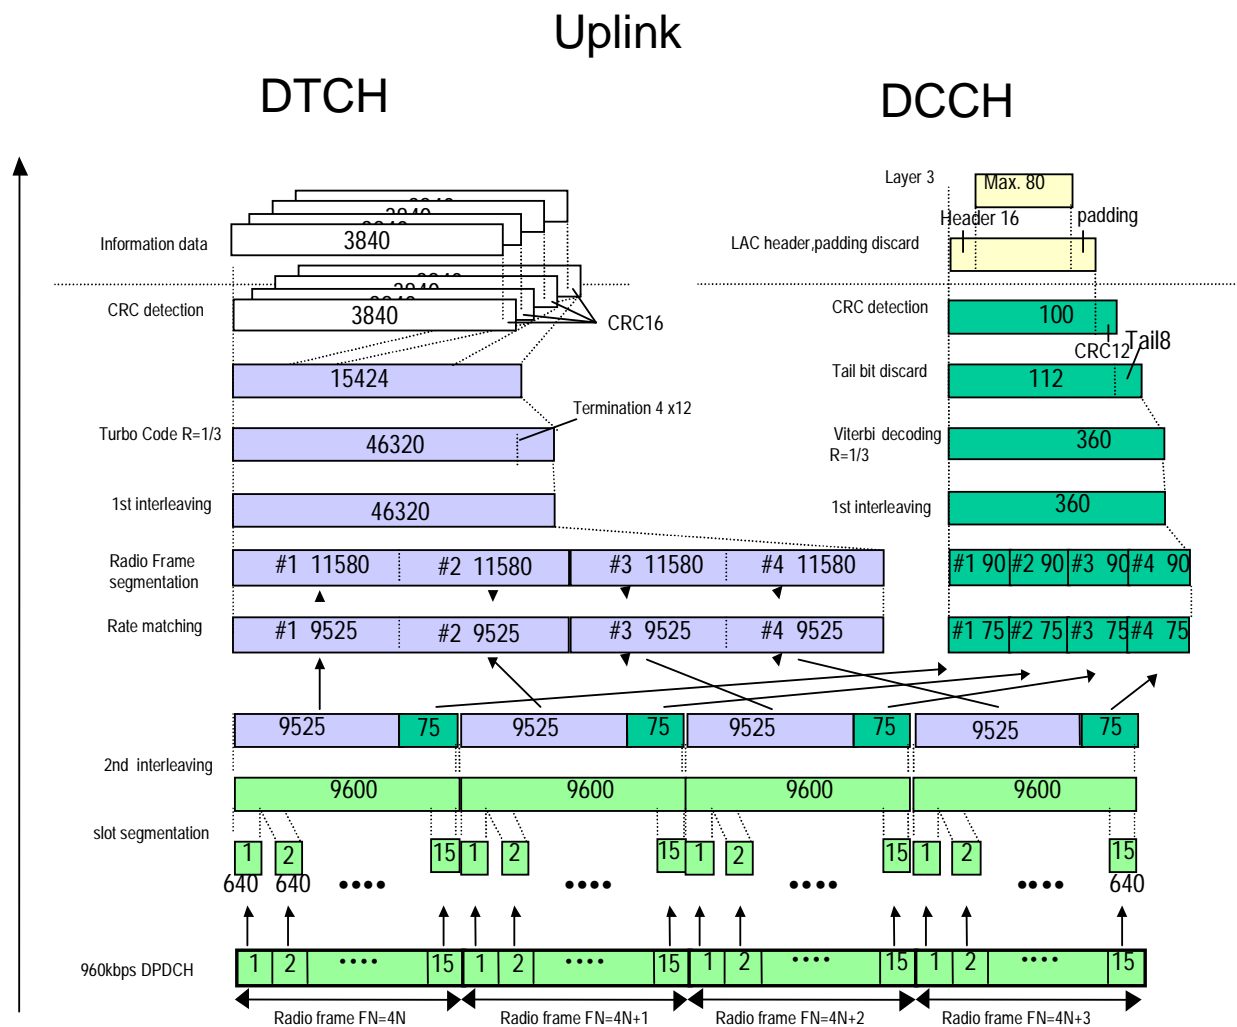 Uplink
DTCH
DCCH
Layer 3
Max. 80
Header 16
padding
3840
3840
Information data
3840
LAC header,padding discard
CRC detection
3840
CRC16
CRC detection
100
CRC12
Tail8
15424
Tail bit discard
112
Termination 4 x12
Turbo Code R=1/3
46320
Viterbi decoding
R=1/3
360
1st interleaving
46320
1st interleaving
360
Radio Frame
segmentation
#1 11580
#2 11580
#3 11580
#4 11580
#1 90
#2 90
#3 90
#4 90
Rate matching
#1 9525
#2 9525
#3 9525
#4 9525
#1 75
#2 75
#3 75
#4 75
9525
75
9525
75
9525
75
9525
75
2nd interleaving
9600
9600
9600
9600
slot segmentation
1
2
15
1
2
15
1
2
15
1
2
15
640
640
640
960kbps DPDCH
1
2
15
1
2
15
1
2
15
1
2
15
Radio frame FN=4N
Radio frame FN=4N+1
Radio frame FN=4N+2
Radio frame FN=4N+3